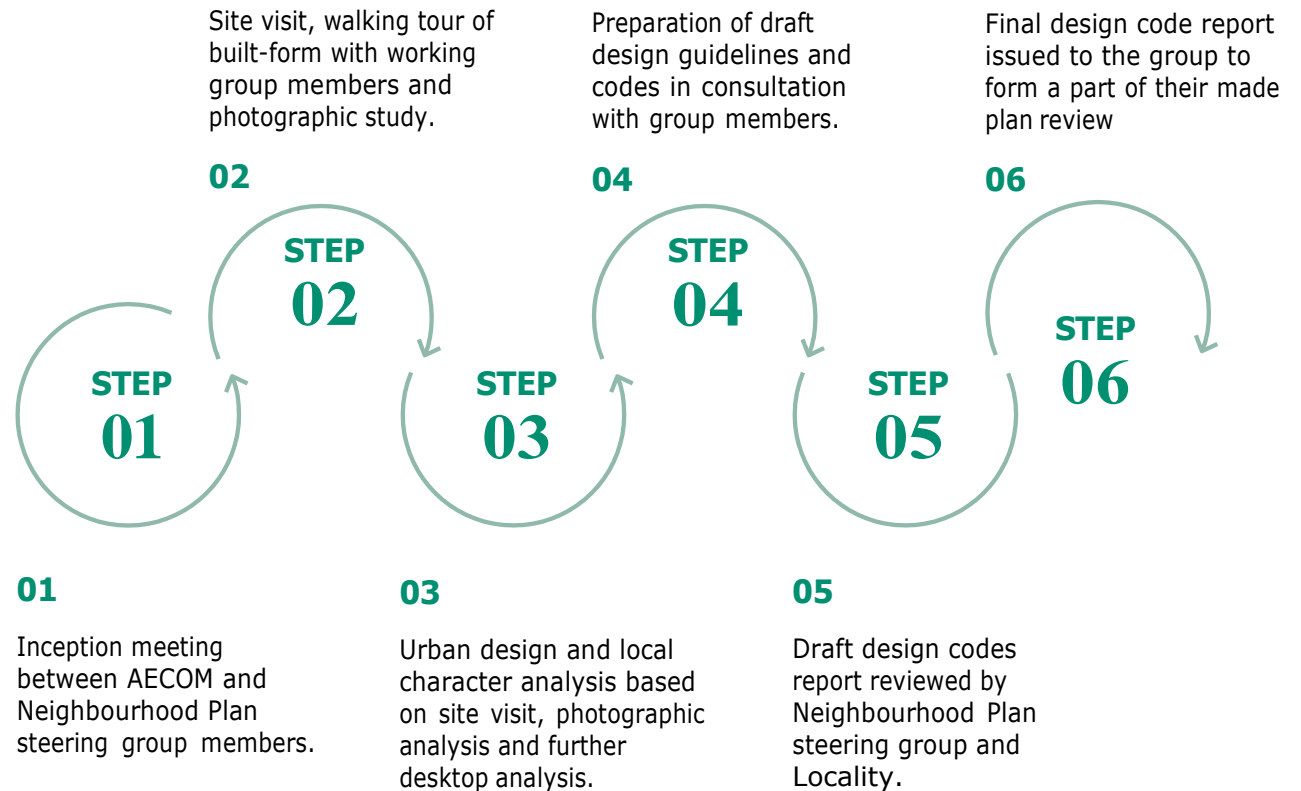 Site visit, walking tour of
built-form with working
group members and
photographic study.
Preparation of draft
design guidelines and
codes in consultation
with group members.
Final design code report
issued to the group to
form a part of their made
plan review
02
04
06
STEP
02
STEP
04
STEP
06
STEP
01
STEP
03
STEP
05
01
Inception meeting
between AECOM and
Neighbourhood Plan
steering group members.
03
Urban design and local
character analysis based
on site visit, photographic
analysis and further
desktop analysis.
05
Draft design codes
report reviewed by
Neighbourhood Plan
steering group and
Locality.